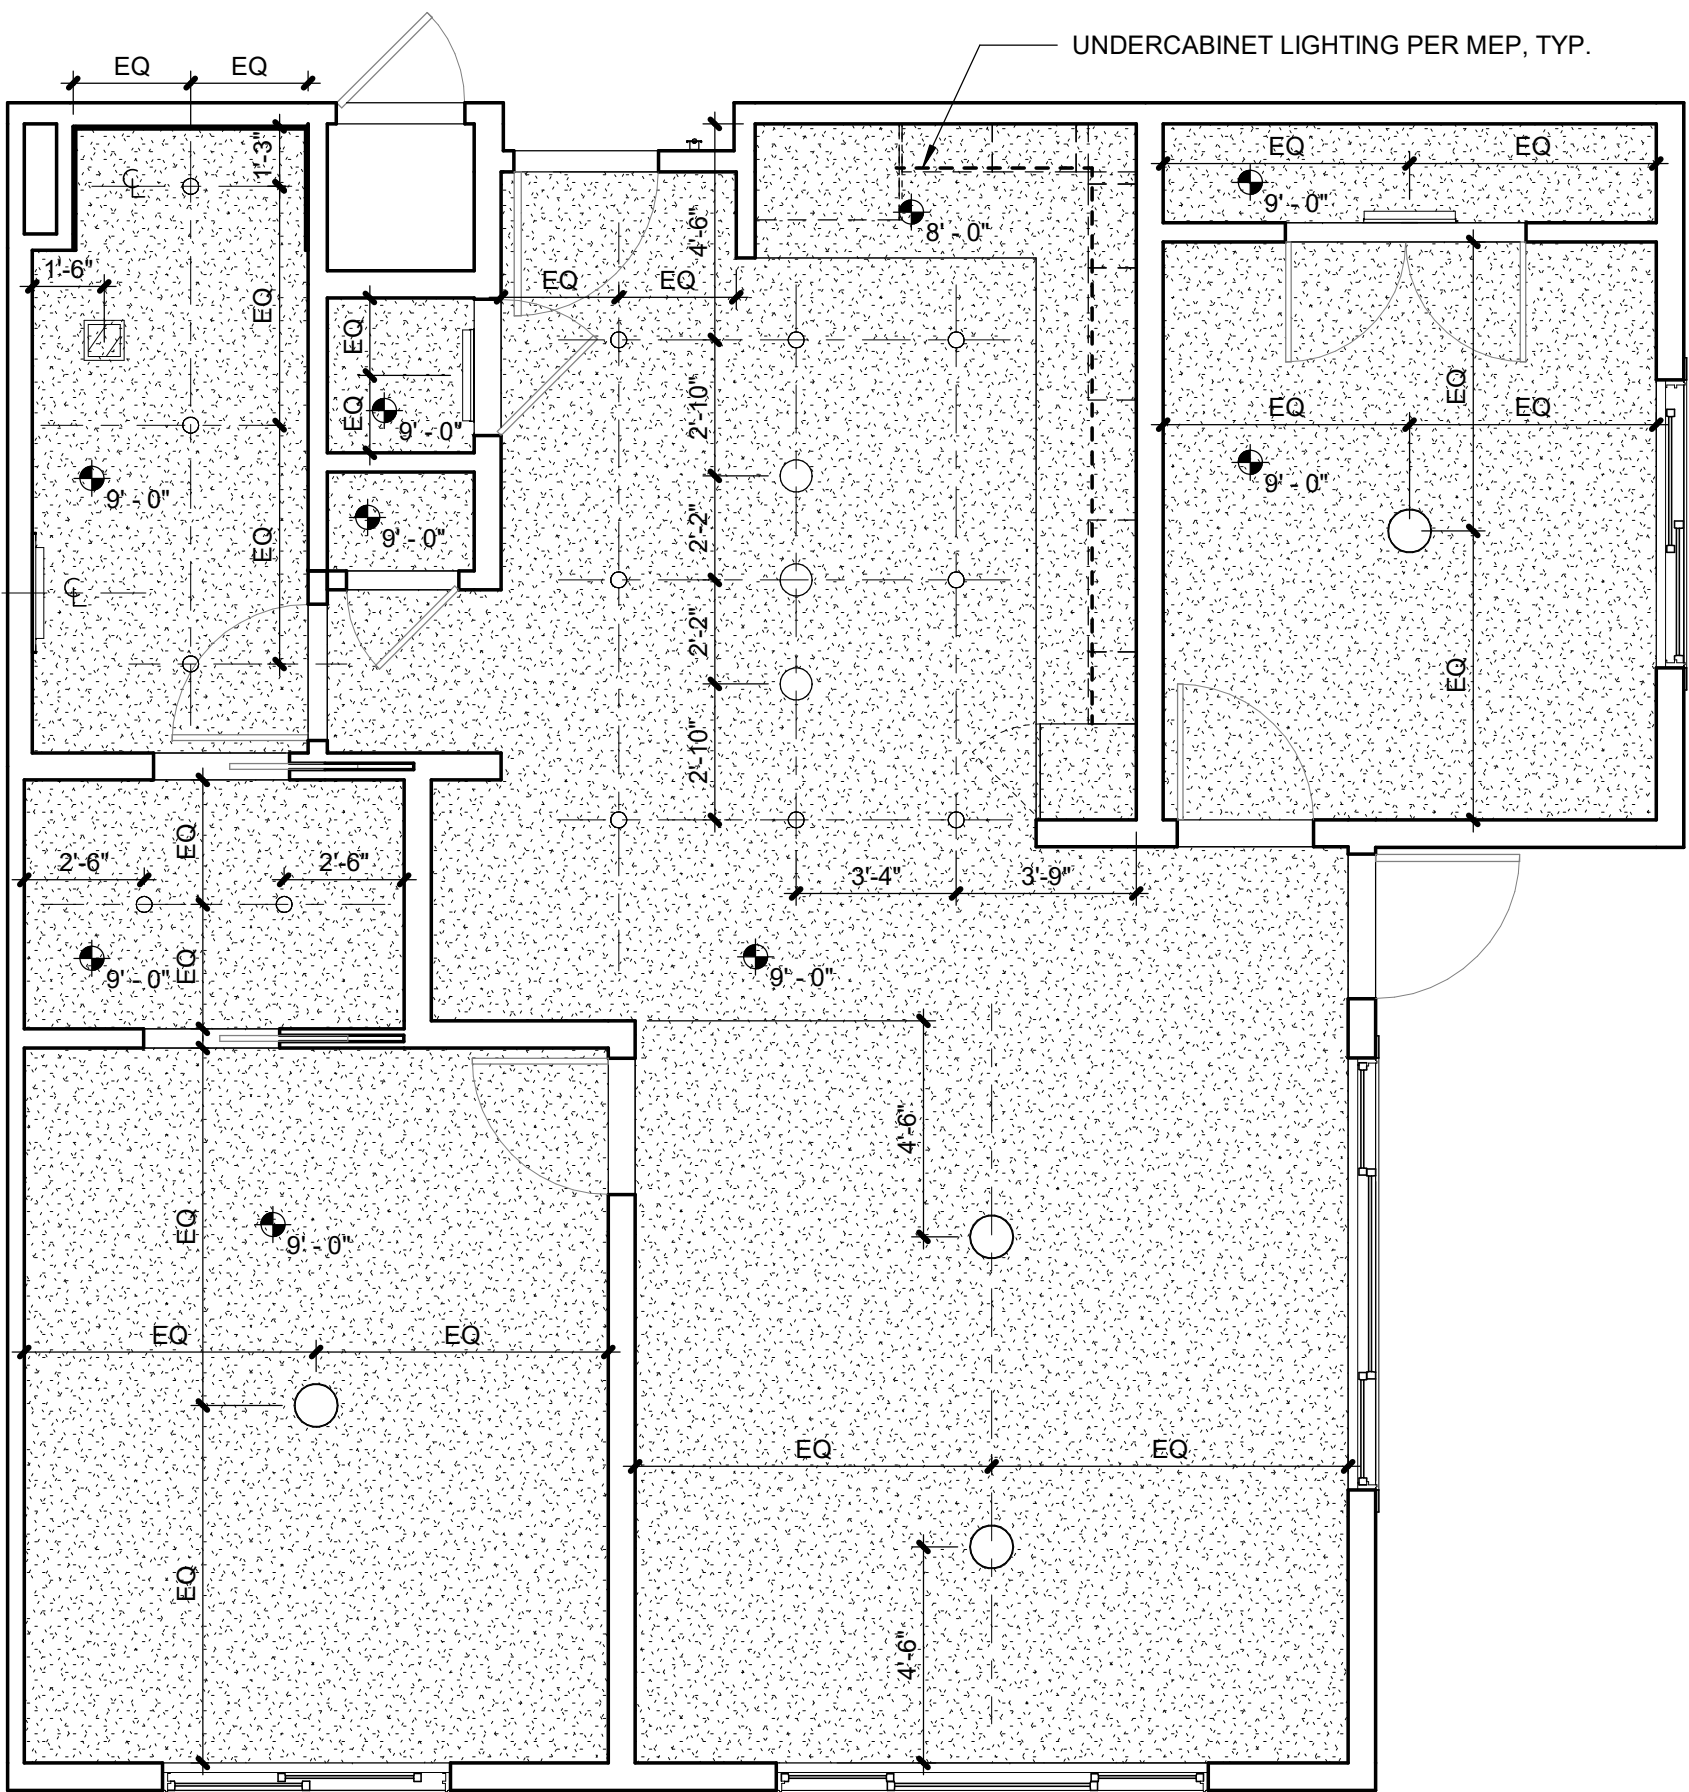 UNDERCABINET LIGHTING PER MEP, TYP.
EQ EQ
1'-3"
EQ EQ
9' - 0"
℄
4'-6"
8' - 0"
1'-6"
EQ EQ
EQ
EQ
EQ
9' - 0"
EQ
EQ EQ
2'-10"
9' - 0"
9' - 0"
9' - 0"
2'-2"
EQ
℄
2'-2"
EQ
2'-10"
EQ
2'-6"
2'-6"
3'-4"
3'-9"
9' - 0"
EQ
9' - 0"
4'-6"
EQ
9' - 0"
EQ EQ
EQ EQ
EQ
4'-6"